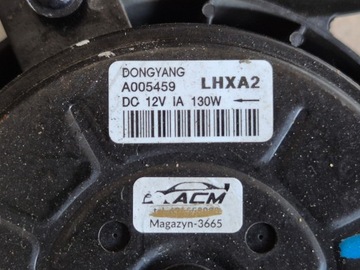 DONGYANG
A005459 LHXA2
DC 12V IA 130W ←
ACM
Magazyn-3665